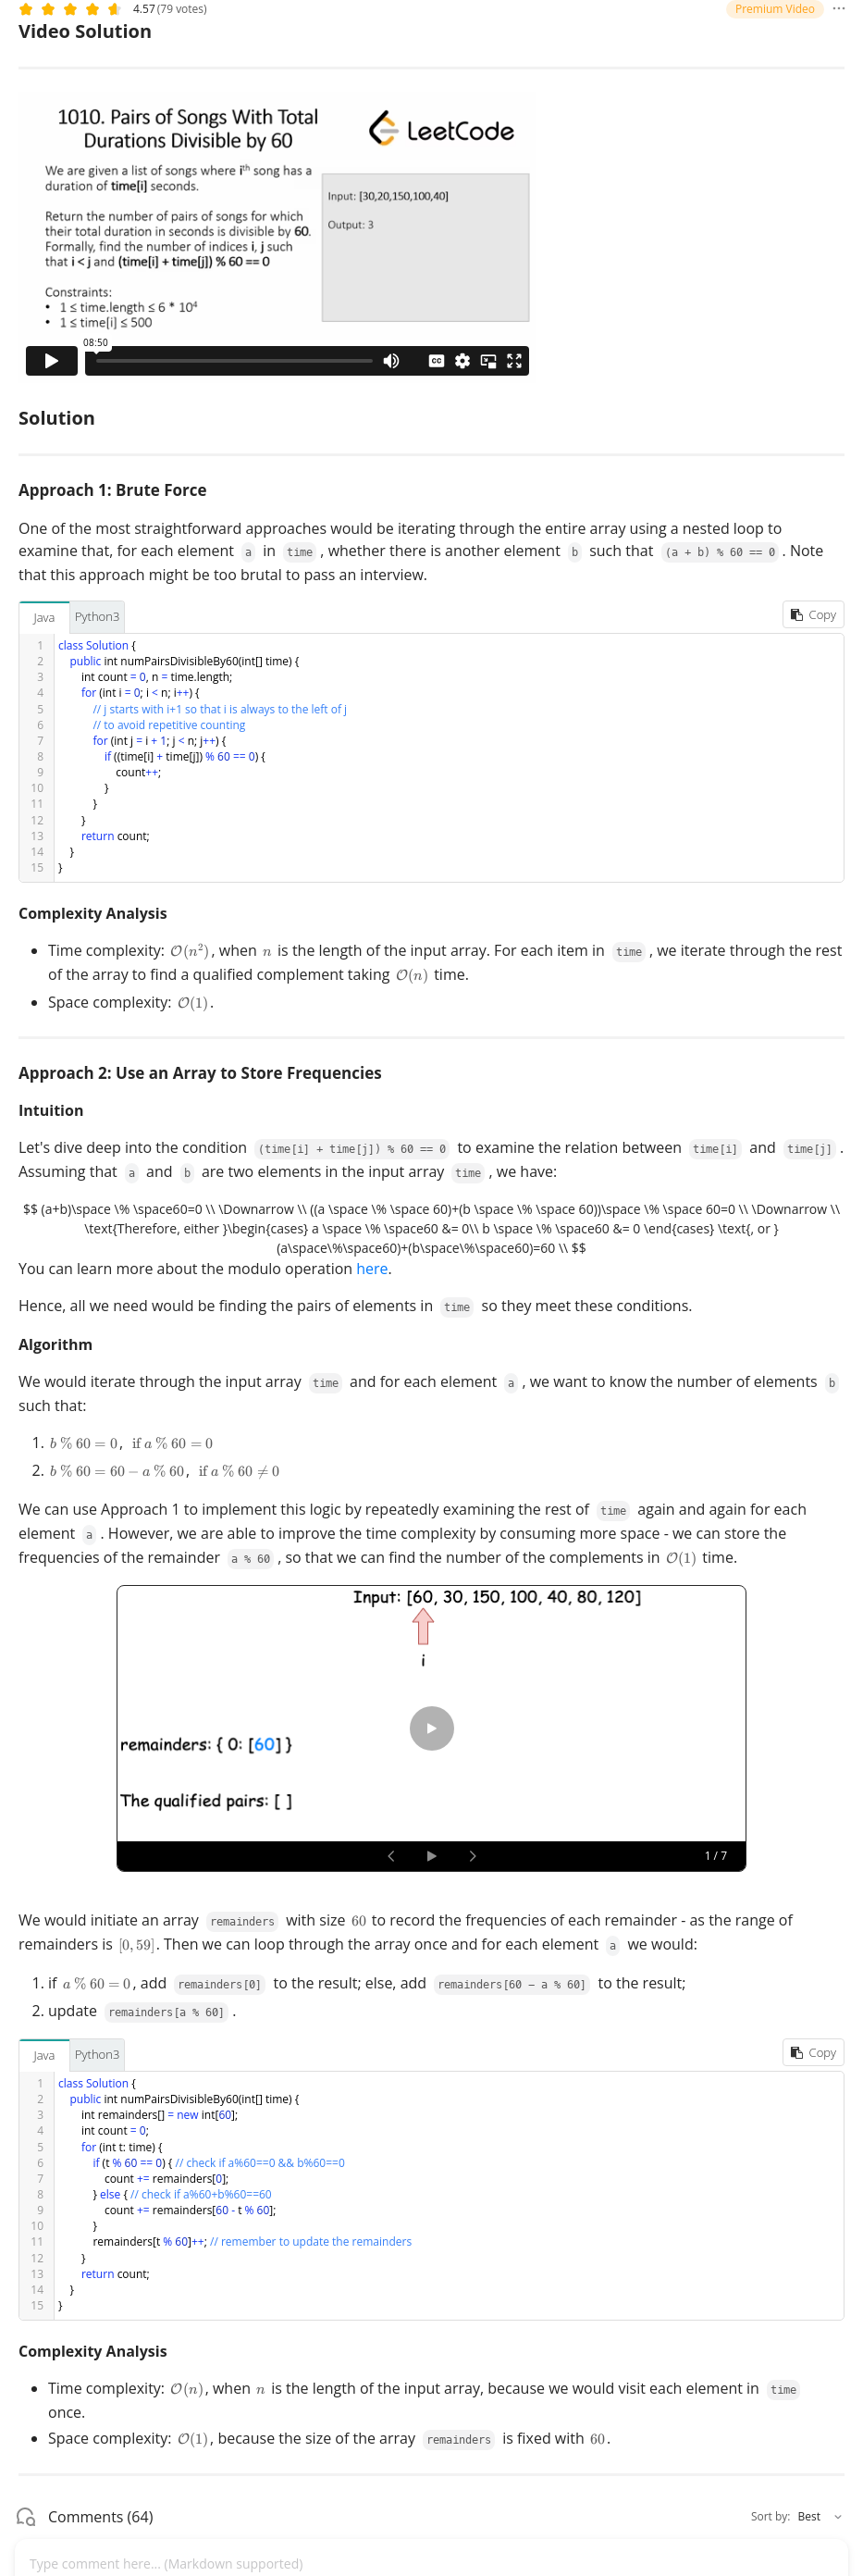 4.57 (79 votes)
Premium Video
Video Solution
1010. Pairs of Songs With Total
Durations Divisible by 60
LeetCode
We are given a list of songs where iᵗʰ song has a
duration of time[i] seconds.
Return the number of pairs of songs for which
their total duration in seconds is divisible by 60.
Formally, find the number of indices i, j such
that i < j and (time[i] + time[j]) % 60 == 0
Constraints:
• 1 ≤ time.length ≤ 6 * 10⁴
• 1 ≤ time[i] ≤ 500
Input: [30,20,150,100,40]
Output: 3
08:50
CC
Solution
Approach 1: Brute Force
One of the most straightforward approaches would be iterating through the entire array using a nested loop to
examine that, for each element a in time , whether there is another element b such that (a + b) % 60 == 0 . Note
that this approach might be too brutal to pass an interview.
Java Python3 Copy
1 class Solution {
2 public int numPairsDivisibleBy60(int[] time) {
3 int count = 0, n = time.length;
4 for (int i = 0; i < n; i++) {
5 // j starts with i+1 so that i is always to the left of j
6 // to avoid repetitive counting
7 for (int j = i + 1; j < n; j++) {
8 if ((time[i] + time[j]) % 60 == 0) {
9 count++;
10 }
11 }
12 }
13 return count;
14 }
15 }
Complexity Analysis
• Time complexity: O(n²), when n is the length of the input array. For each item in time , we iterate through the rest
of the array to find a qualified complement taking O(n) time.
• Space complexity: O(1).
Approach 2: Use an Array to Store Frequencies
Intuition
Let's dive deep into the condition (time[i] + time[j]) % 60 == 0 to examine the relation between time[i] and time[j] .
Assuming that a and b are two elements in the input array time , we have:
$$ (a+b)\space \% \space60=0 \\ \Downarrow \\ ((a \space \% \space 60)+(b \space \% \space 60))\space \% \space 60=0 \\ \Downarrow \\
\text{Therefore, either }\begin{cases} a \space \% \space60 &= 0\\ b \space \% \space60 &= 0 \end{cases} \text{, or }
(a\space\%\space60)+(b\space\%\space60)=60 \\ $$
You can learn more about the modulo operation here.
Hence, all we need would be finding the pairs of elements in time so they meet these conditions.
Algorithm
We would iterate through the input array time and for each element a , we want to know the number of elements b
such that:
1. b % 60 = 0, if a % 60 = 0
2. b % 60 = 60 − a % 60, if a % 60 ≠ 0
We can use Approach 1 to implement this logic by repeatedly examining the rest of time again and again for each
element a . However, we are able to improve the time complexity by consuming more space - we can store the
frequencies of the remainder a % 60 , so that we can find the number of the complements in O(1) time.
Input: [60, 30, 150, 100, 40, 80, 120]
i
remainders: { 0: [60] }
The qualified pairs: [ ]
1 / 7
We would initiate an array remainders with size 60 to record the frequencies of each remainder - as the range of
remainders is [0, 59]. Then we can loop through the array once and for each element a we would:
1. if a % 60 = 0, add remainders[0] to the result; else, add remainders[60 − a % 60] to the result;
2. update remainders[a % 60] .
Java Python3 Copy
1 class Solution {
2 public int numPairsDivisibleBy60(int[] time) {
3 int remainders[] = new int[60];
4 int count = 0;
5 for (int t: time) {
6 if (t % 60 == 0) { // check if a%60==0 && b%60==0
7 count += remainders[0];
8 } else { // check if a%60+b%60==60
9 count += remainders[60 - t % 60];
10 }
11 remainders[t % 60]++; // remember to update the remainders
12 }
13 return count;
14 }
15 }
Complexity Analysis
• Time complexity: O(n), when n is the length of the input array, because we would visit each element in time
once.
• Space complexity: O(1), because the size of the array remainders is fixed with 60.
Comments (64)
Sort by: Best
Type comment here... (Markdown supported)